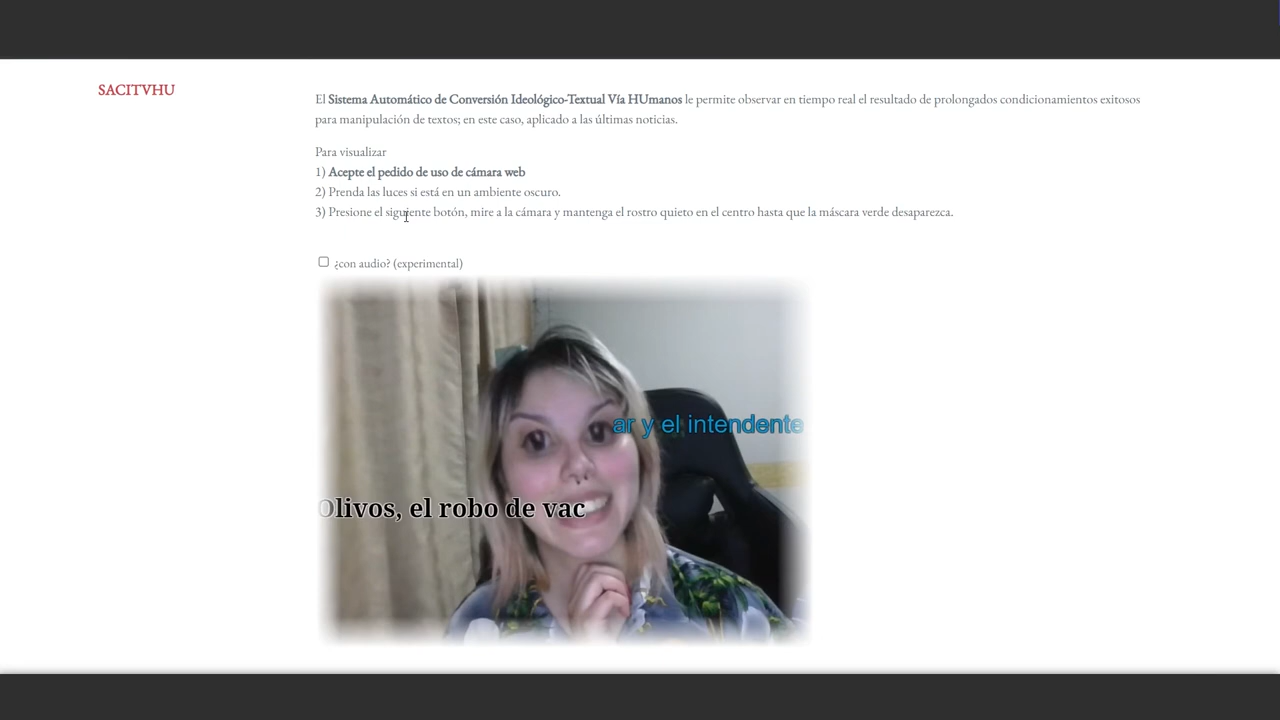 SACITVHU
El Sistema Automático de Conversión Ideológico-Textual Vía HUmanos le permite observar en tiempo real el resultado de prolongados condicionamientos exitosos
para manipulación de textos; en este caso, aplicado a las últimas noticias.
Para visualizar
1) Acepte el pedido de uso de cámara web
2) Prenda las luces si está en un ambiente oscuro.
3) Presione el siguiente botón, mire a la cámara y mantenga el rostro quieto en el centro hasta que la máscara verde desaparezca.
¿con audio? (experimental)
ar y el intendente
Olivos, el robo de vac